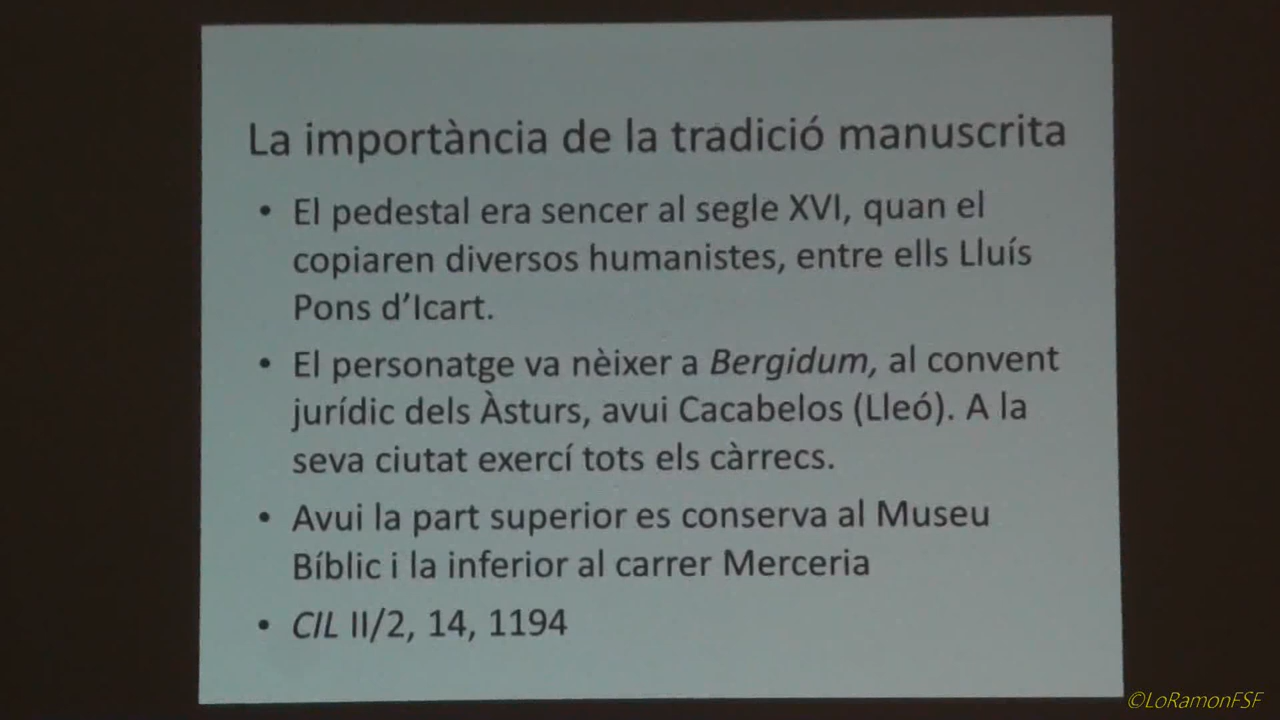 La importància de la tradició manuscrita
• El pedestal era sencer al segle XVI, quan el
copiaren diversos humanistes, entre ells Lluís
Pons d’Icart.
• El personatge va nèixer a Bergidum, al convent
jurídic dels Àsturs, avui Cacabelos (Lleó). A la
seva ciutat exercí tots els càrrecs.
• Avui la part superior es conserva al Museu
Bíblic i la inferior al carrer Merceria
• CIL II/2, 14, 1194
©LoRamonFSF